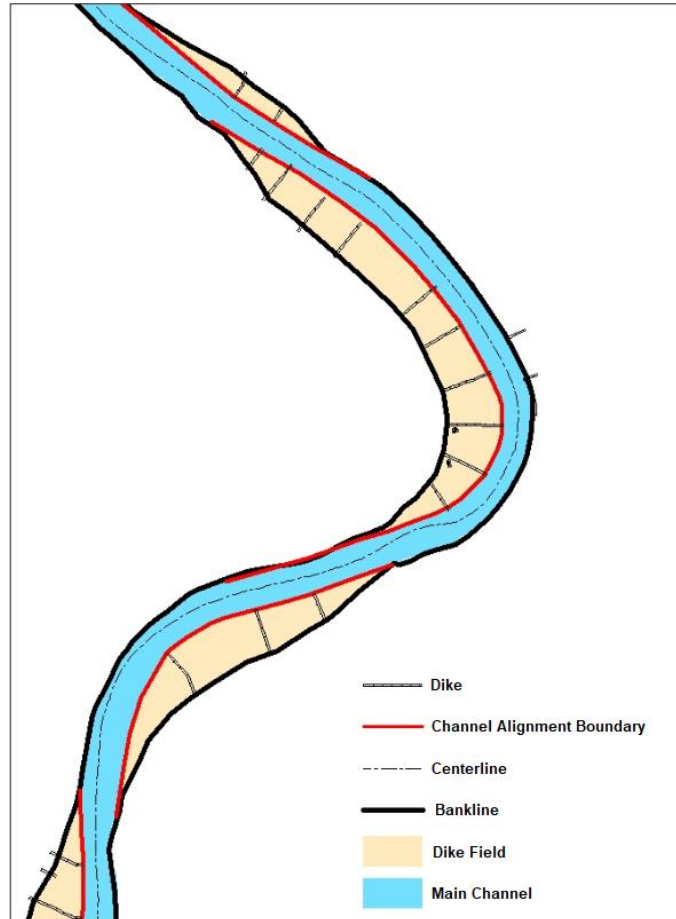 Dike
Channel Alignment Boundary
Centerline
Bankline
Dike Field
Main Channel